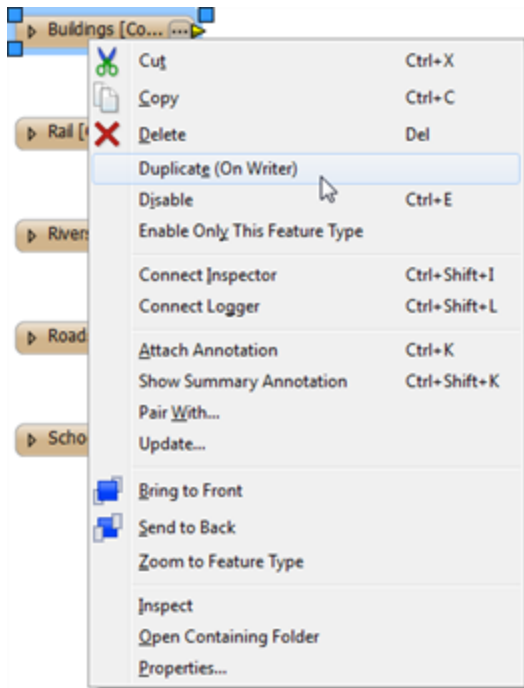 Buildings [Co... ...
Cut Ctrl+X
Copy Ctrl+C
Rail [
Delete Del
Duplicate (On Writer)
Disable Ctrl+E
Rivers
Enable Only This Feature Type
Connect Inspector Ctrl+Shift+I
Connect Logger Ctrl+Shift+L
Road
Attach Annotation Ctrl+K
Show Summary Annotation Ctrl+Shift+K
Pair With...
Scho
Update...
Bring to Front
Send to Back
Zoom to Feature Type
Inspect
Open Containing Folder
Properties...